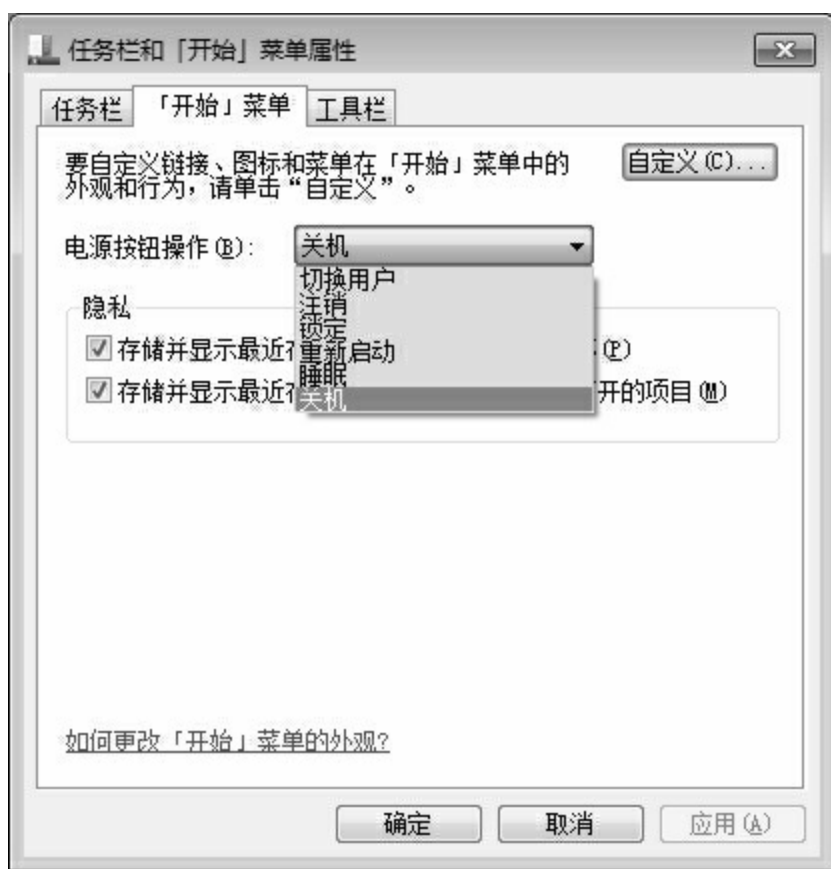 任务栏和「开始」菜单属性
任务栏 「开始」菜单 工具栏
要自定义链接、图标和菜单在「开始」菜单中的
外观和行为，请单击“自定义”。
自定义(C)...
电源按钮操作(B)： 关机
切换用户
隐私
注销
锁定
存储并显示最近 重新启动 (P)
睡眠
存储并显示最近 关机 开的项目(M)
如何更改「开始」菜单的外观?
确定 取消 应用(A)